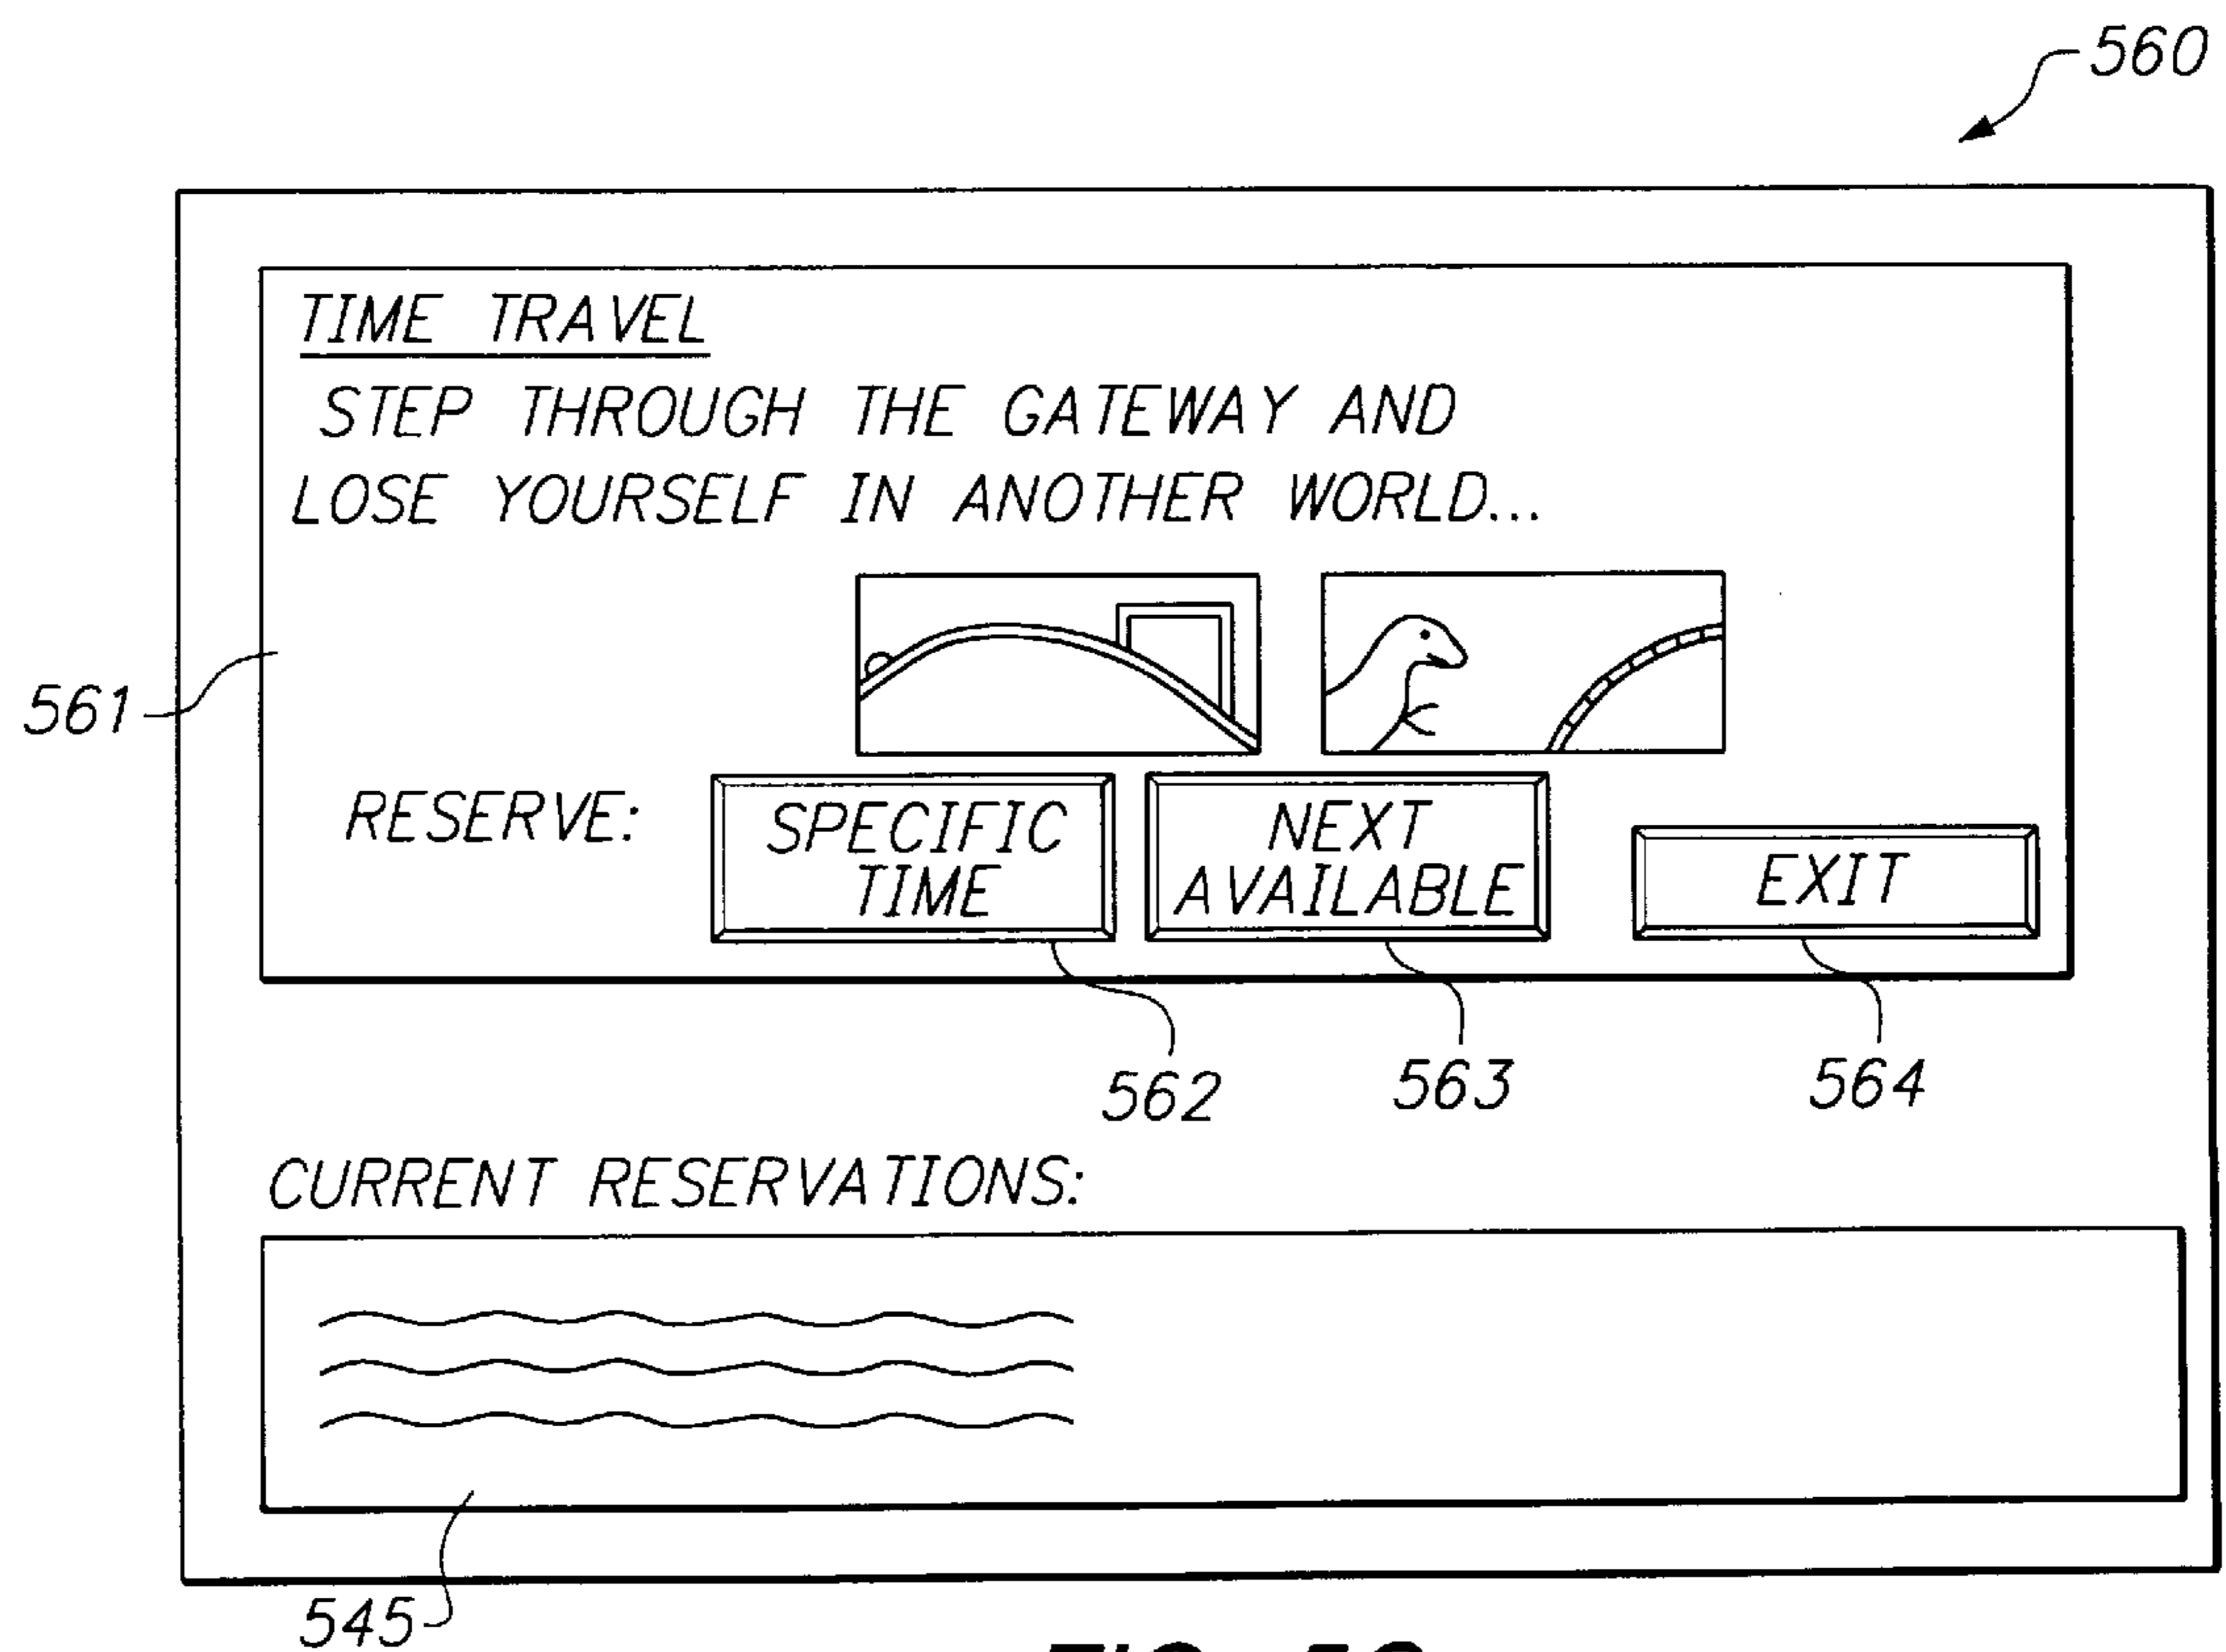 560
TIME TRAVEL
STEP THROUGH THE GATEWAY AND
LOSE YOURSELF IN ANOTHER WORLD...
561
RESERVE:
SPECIFIC
TIME
NEXT
AVAILABLE
EXIT
562
563
564
CURRENT RESERVATIONS:
545